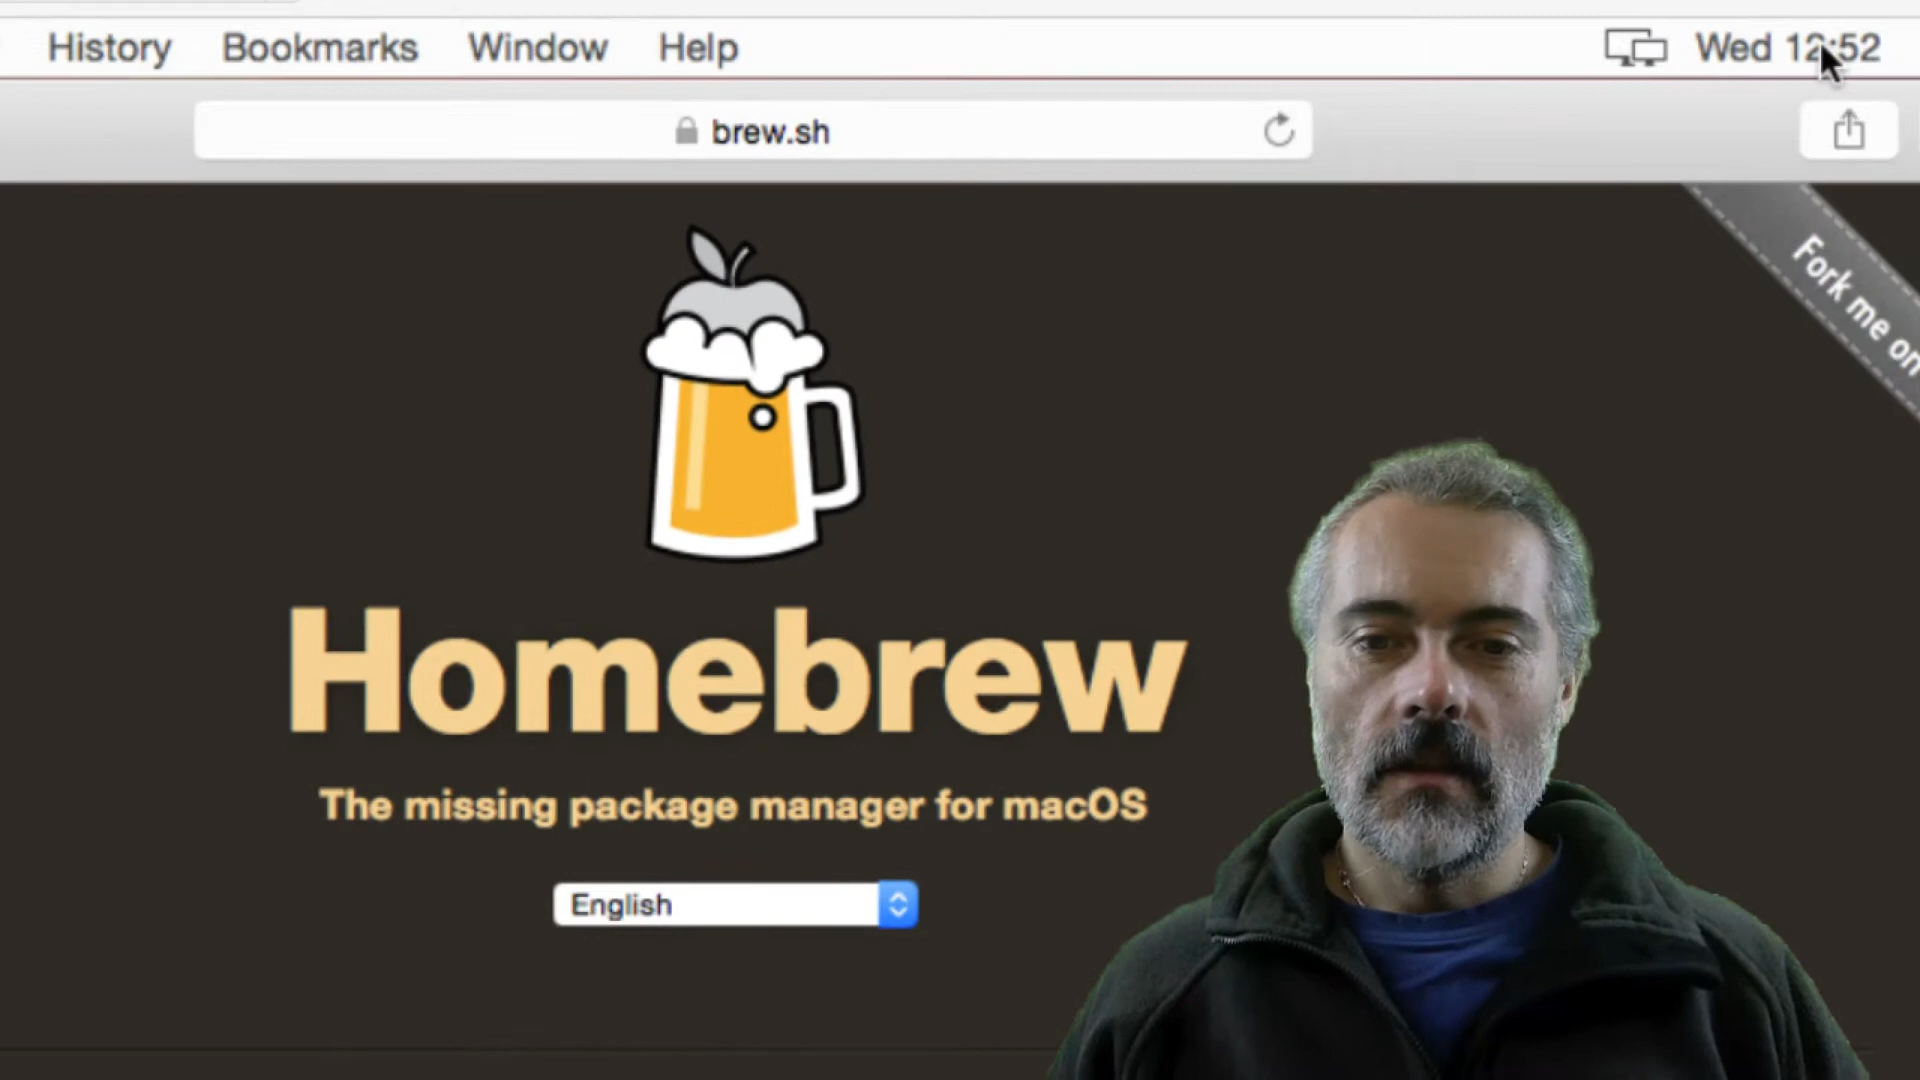 History Bookmarks Window Help Wed 12:52
brew.sh
Fork me on
Homebrew
The missing package manager for macOS
English